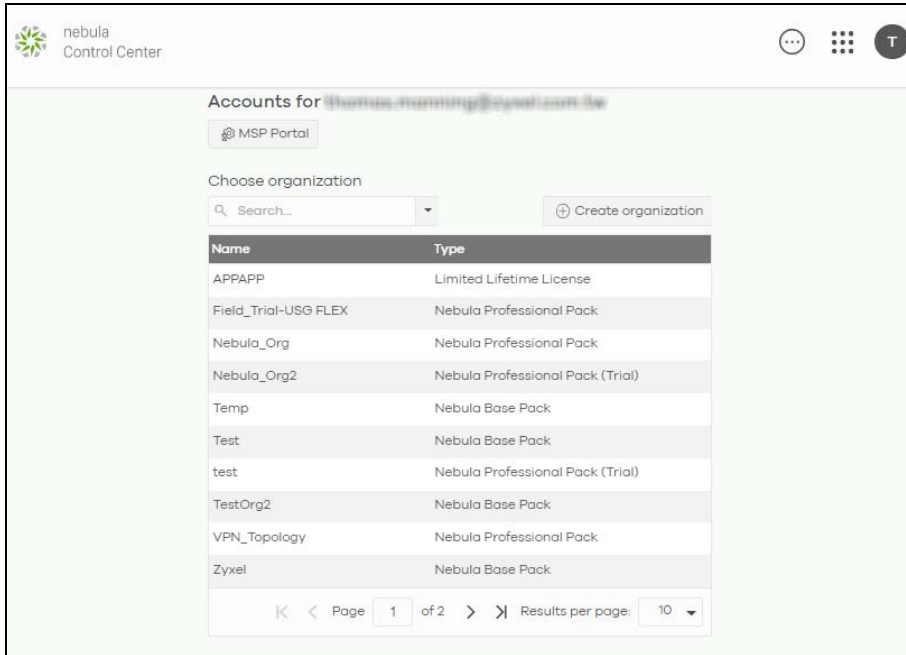 nebula
Control Center
T
Accounts for
MSP Portal
Choose organization
Search...
Create organization
Name Type
APPAPP Limited Lifetime License
Field_Trial-USG FLEX Nebula Professional Pack
Nebula_Org Nebula Professional Pack
Nebula_Org2 Nebula Professional Pack (Trial)
Temp Nebula Base Pack
Test Nebula Base Pack
test Nebula Professional Pack (Trial)
TestOrg2 Nebula Base Pack
VPN_Topology Nebula Professional Pack
Zyxel Nebula Base Pack
Page 1 of 2 Results per page: 10